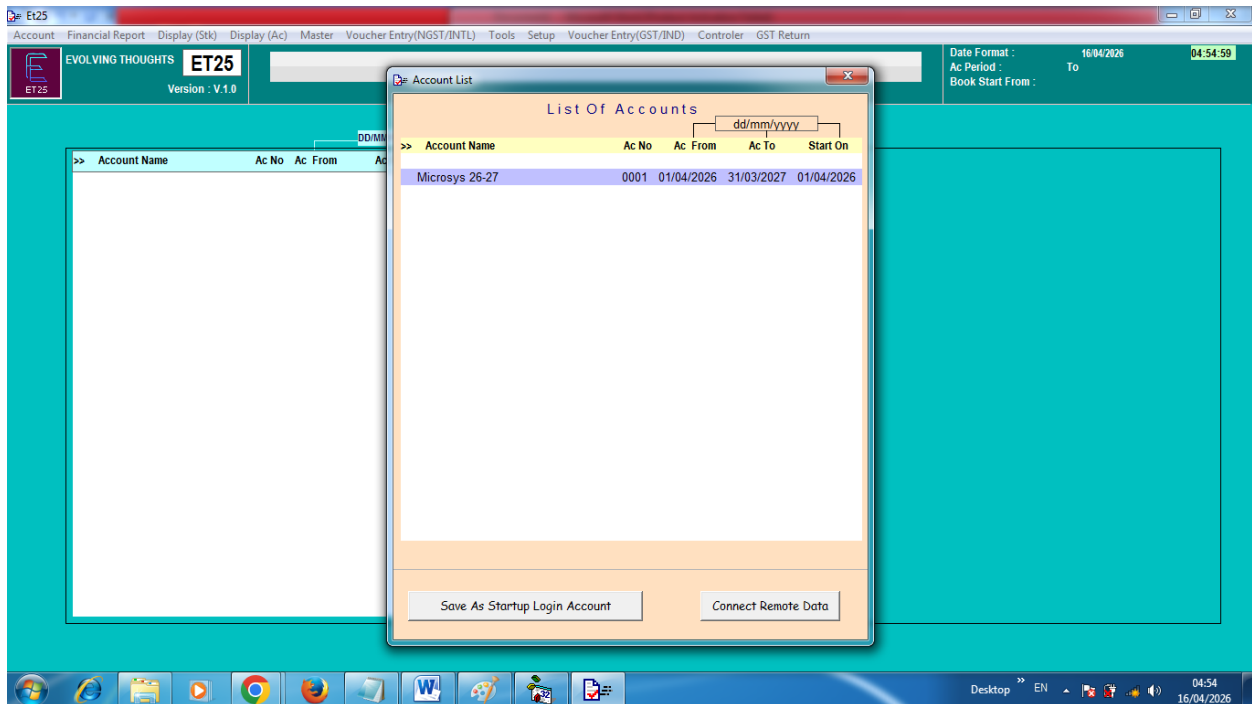 Et25
Account Financial Report Display (Stk) Display (Ac) Master Voucher Entry(NGST/INTL) Tools Setup Voucher Entry(GST/IND) Controler GST Return
EVOLVING THOUGHTS ET25
Version : V.1.0
ET25
Date Format : 16/04/2026 04:54:59
Ac Period : To
Book Start From :
DD/MM
>> Account Name Ac No Ac From Ac
Account List
List Of Accounts
dd/mm/yyyy
>> Account Name Ac No Ac From Ac To Start On
Microsys 26-27 0001 01/04/2026 31/03/2027 01/04/2026
Save As Startup Login Account Connect Remote Data
Desktop » EN 04:54
16/04/2026